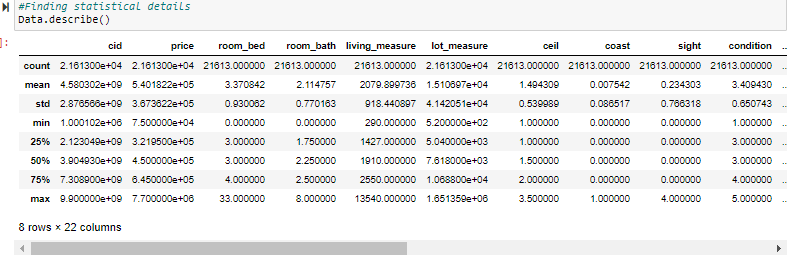 #Finding statistical details
Data.describe()
]:
cid price room_bed room_bath living_measure lot_measure ceil coast sight condition ..
count 2.161300e+04 2.161300e+04 21613.000000 21613.000000 21613.000000 2.161300e+04 21613.000000 21613.000000 21613.000000 21613.000000 ..
mean 4.580302e+09 5.401822e+05 3.370842 2.114757 2079.899736 1.510697e+04 1.494309 0.007542 0.234303 3.409430 ..
std 2.876566e+09 3.673622e+05 0.930062 0.770163 918.440897 4.142051e+04 0.539989 0.086517 0.766318 0.650743 ..
min 1.000102e+06 7.500000e+04 0.000000 0.000000 290.000000 5.200000e+02 1.000000 0.000000 0.000000 1.000000 ..
25% 2.123049e+09 3.219500e+05 3.000000 1.750000 1427.000000 5.040000e+03 1.000000 0.000000 0.000000 3.000000 ..
50% 3.904930e+09 4.500000e+05 3.000000 2.250000 1910.000000 7.618000e+03 1.500000 0.000000 0.000000 3.000000 ..
75% 7.308900e+09 6.450000e+05 4.000000 2.500000 2550.000000 1.068800e+04 2.000000 0.000000 0.000000 4.000000 ..
max 9.900000e+09 7.700000e+06 33.000000 8.000000 13540.000000 1.651359e+06 3.500000 1.000000 4.000000 5.000000 ..
8 rows × 22 columns